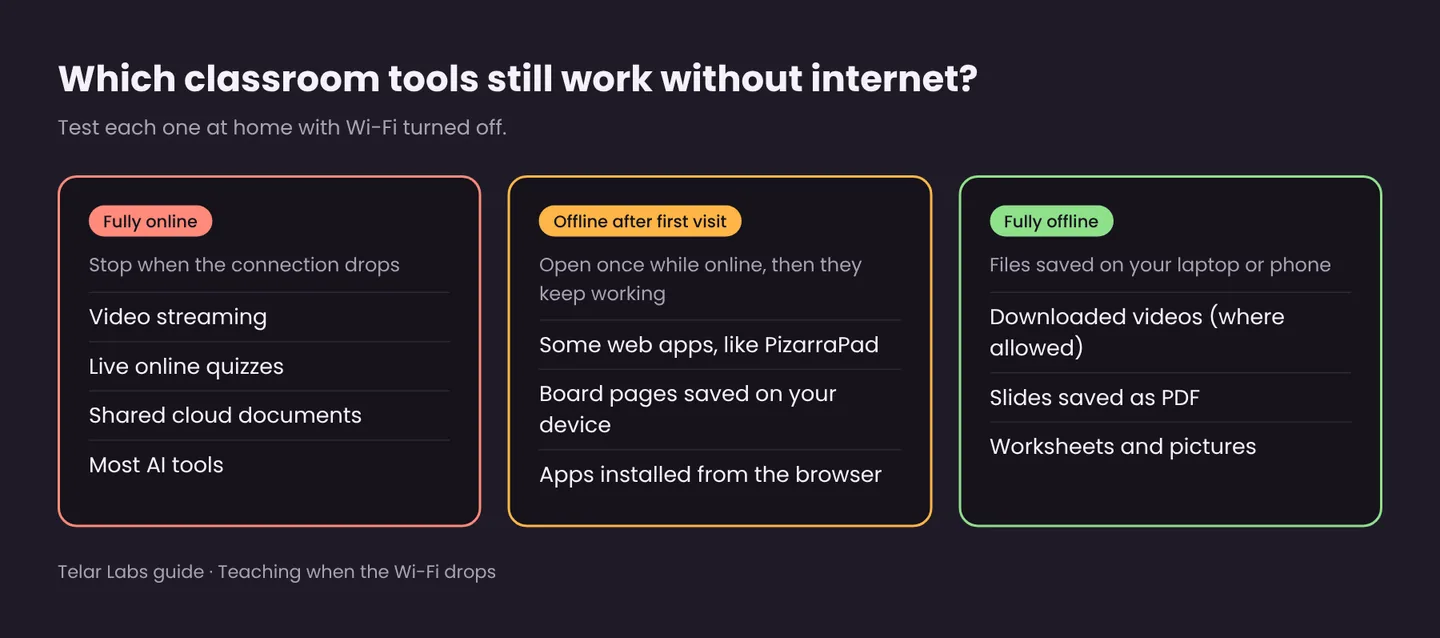 Which classroom tools still work without internet?
Test each one at home with Wi-Fi turned off.
Fully online
Stop when the connection drops
Video streaming
Live online quizzes
Shared cloud documents
Most AI tools
Offline after first visit
Open once while online, then they
keep working
Some web apps, like PizarraPad
Board pages saved on your
device
Apps installed from the browser
Fully offline
Files saved on your laptop or phone
Downloaded videos (where
allowed)
Slides saved as PDF
Worksheets and pictures
Telar Labs guide · Teaching when the Wi-Fi drops